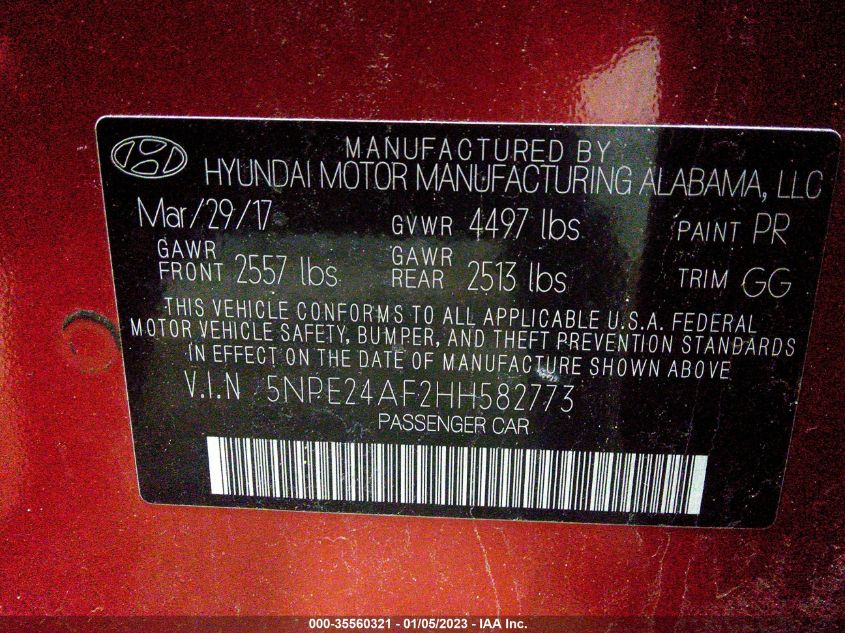 MANUFACTURED BY
HYUNDAI MOTOR MANUFACTURING ALABAMA, LLC
Mar/29/17 GVWR 4497 lbs PAINT PR
GAWR FRONT 2557 lbs GAWR REAR 2513 lbs TRIM GG
THIS VEHICLE CONFORMS TO ALL APPLICABLE U.S.A. FEDERAL
MOTOR VEHICLE SAFETY, BUMPER, AND THEFT PREVENTION STANDARDS
IN EFFECT ON THE DATE OF MANUFACTURE SHOWN ABOVE
V.I.N 5NPE24AF2HH582773
PASSENGER CAR
000-35560321 - 01/05/2023 - IAA Inc.